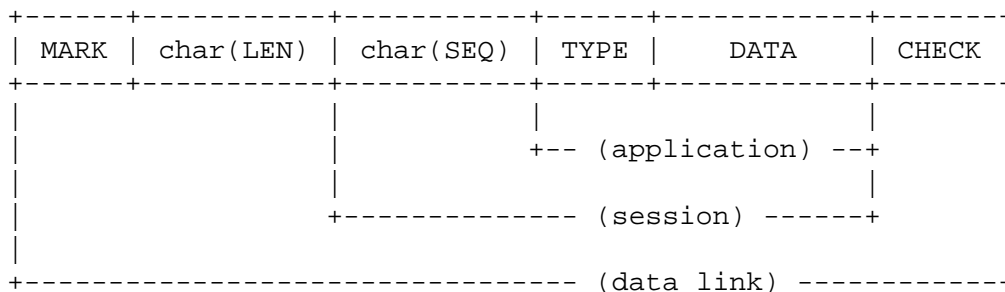 +------+-----------+-----------+------+------------+-------
| MARK | char(LEN) | char(SEQ) | TYPE |    DATA    | CHECK
+------+-----------+-----------+------+------------+-------
|                  |           |                   |
|                  |           +-- (application) --+
|                  |                               |
|                  +-------------- (session) ------+
|
+--------------------------------- (data link) ------------